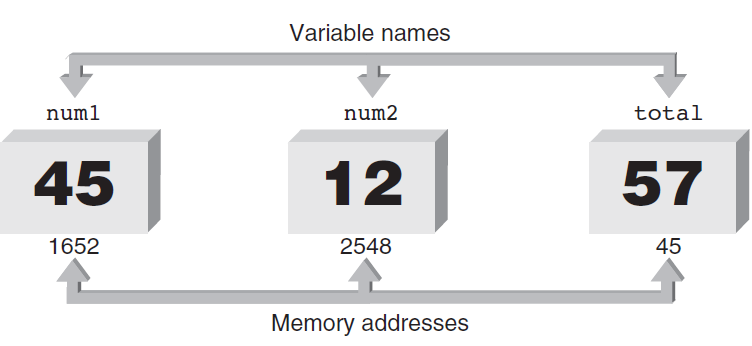 Variable names
num1 num2 total
45 12 57
1652 2548 45
Memory addresses